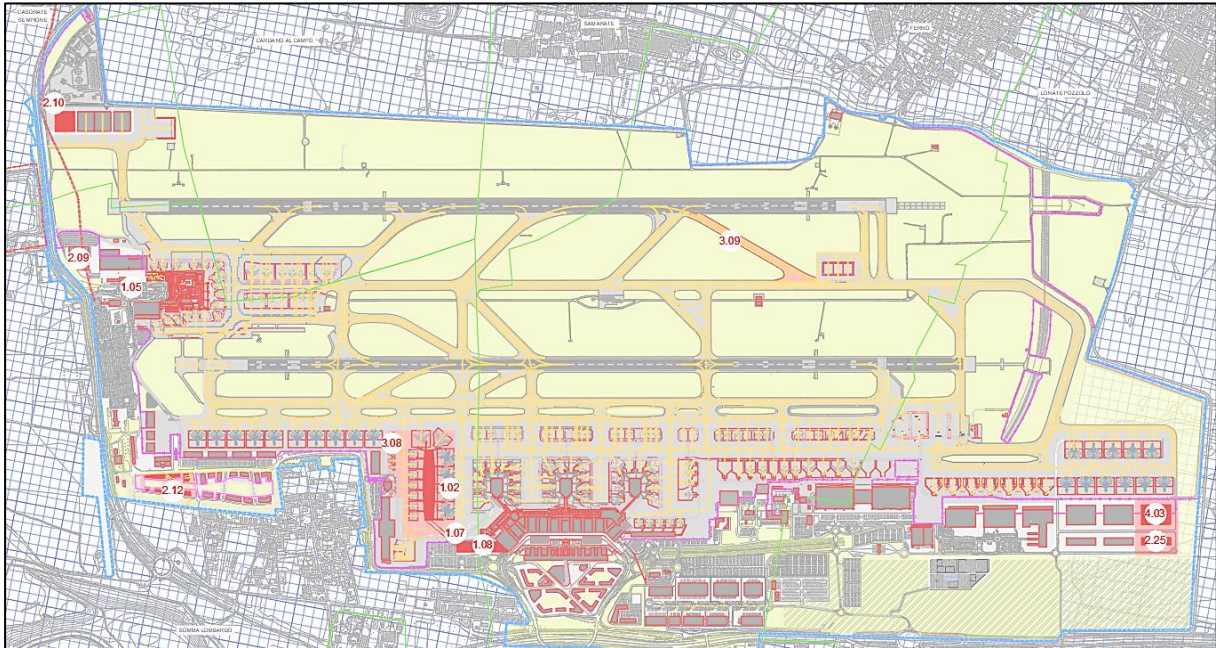 CASORATE
SEMPIONE
CARDANO AL CAMPO
SAMARATE
FERNO
LONATE POZZOLO
2.10
3.09
2.09
1.05
3.08
1.02
2.12
1.07
1.08
4.03
2.25
SOMMA LOMBARDO